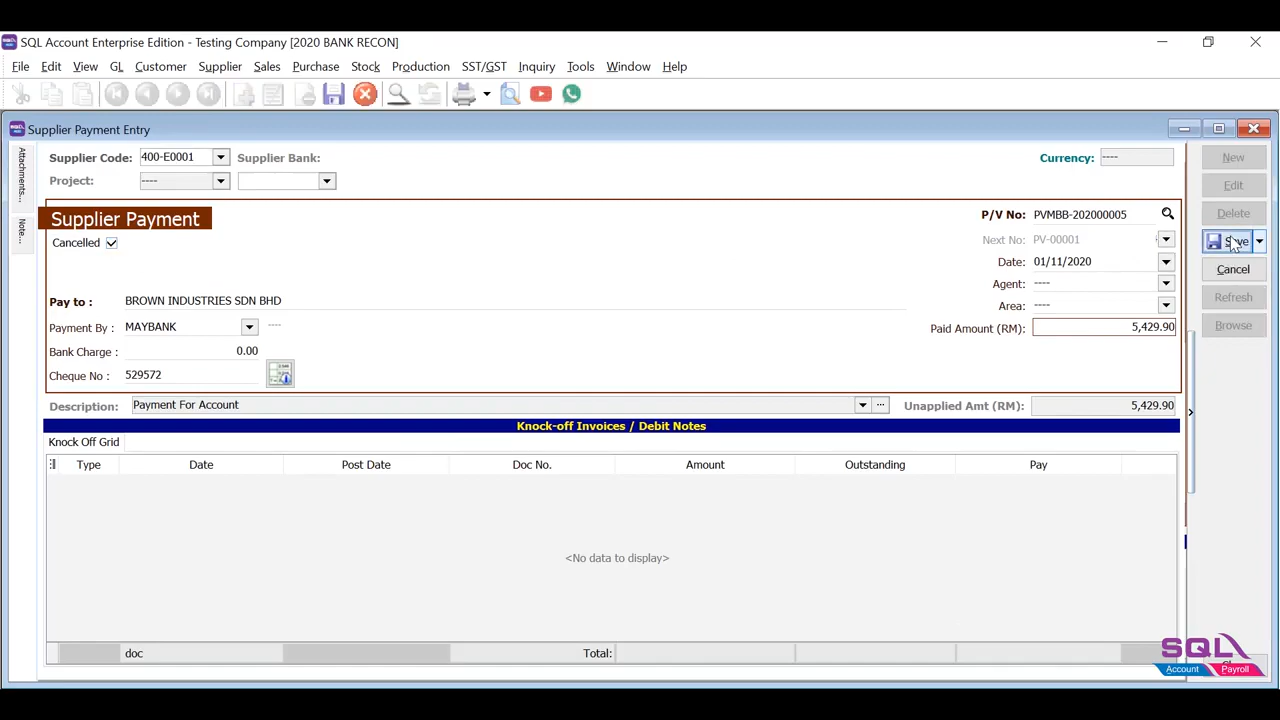 SQL Account Enterprise Edition - Testing Company [2020 BANK RECON]
File Edit View GL Customer Supplier Sales Purchase Stock Production SST/GST Inquiry Tools Window Help
Supplier Payment Entry
Attachments...
Note...
Supplier Code: 400-E0001 Supplier Bank: Currency: ----
Project: ----
Supplier Payment
P/V No: PVMBB-202000005
Cancelled
Next No: PV-00001
Date: 01/11/2020
Agent: ----
Pay to : BROWN INDUSTRIES SDN BHD
Area: ----
Payment By : MAYBANK ----
Paid Amount (RM): 5,429.90
Bank Charge : 0.00
Cheque No : 529572
Description: Payment For Account ... Unapplied Amt (RM): 5,429.90
Knock-off Invoices / Debit Notes
Knock Off Grid
Type Date Post Date Doc No. Amount Outstanding Pay
<No data to display>
doc Total:
New
Edit
Delete
Save
Cancel
Refresh
Browse
SQL
Account Payroll